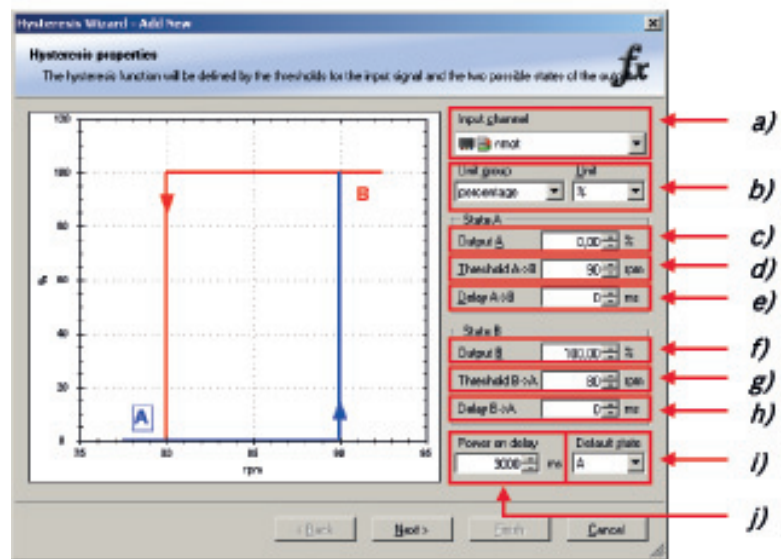 Hysteresis Wizard - Add New
Hysteresis properties
The hysteresis function will be defined by the thresholds for the input signal and the two possible states of the
fx
Input channel
nmot
a)
Unit group Unit
percentage %
b)
State A
Output A 0,00 %
c)
Threshold A->B 90 rpm
d)
Delay A->B 0 ms
e)
State B
Output B 100,00 %
f)
Threshold B->A 80 rpm
g)
Delay B->A 0 ms
h)
Power on delay Default state
3000 ms A
i)
j)
120
100
80
60
40
20
0
%
B
A
75 80 85 90 95
rpm
< Back Next > Finish Cancel